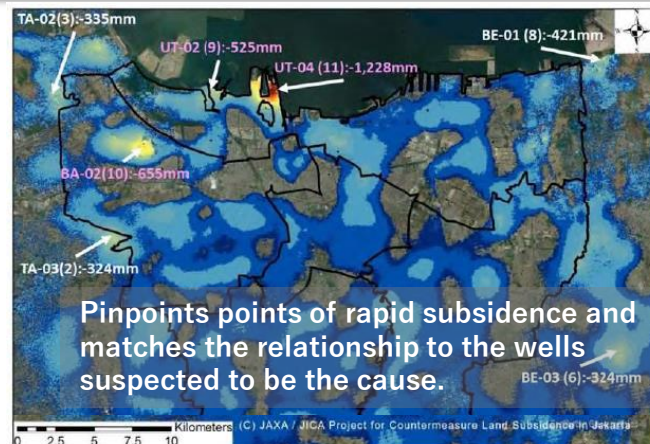 TA-02(3):-335mm
UT-02 (9):-525mm
BE-01 (8):-421mm
UT-04 (11):-1,228mm
BA-02(10):-655mm
TA-03(2):-324mm
Pinpoints points of rapid subsidence and
matches the relationship to the wells
suspected to be the cause.
BE-03 (6):-324mm
Kilometers (C) JAXA / JICA Project for Countermeasure Land Subsidence in Jakarta
0 2.5 5 7.5 10